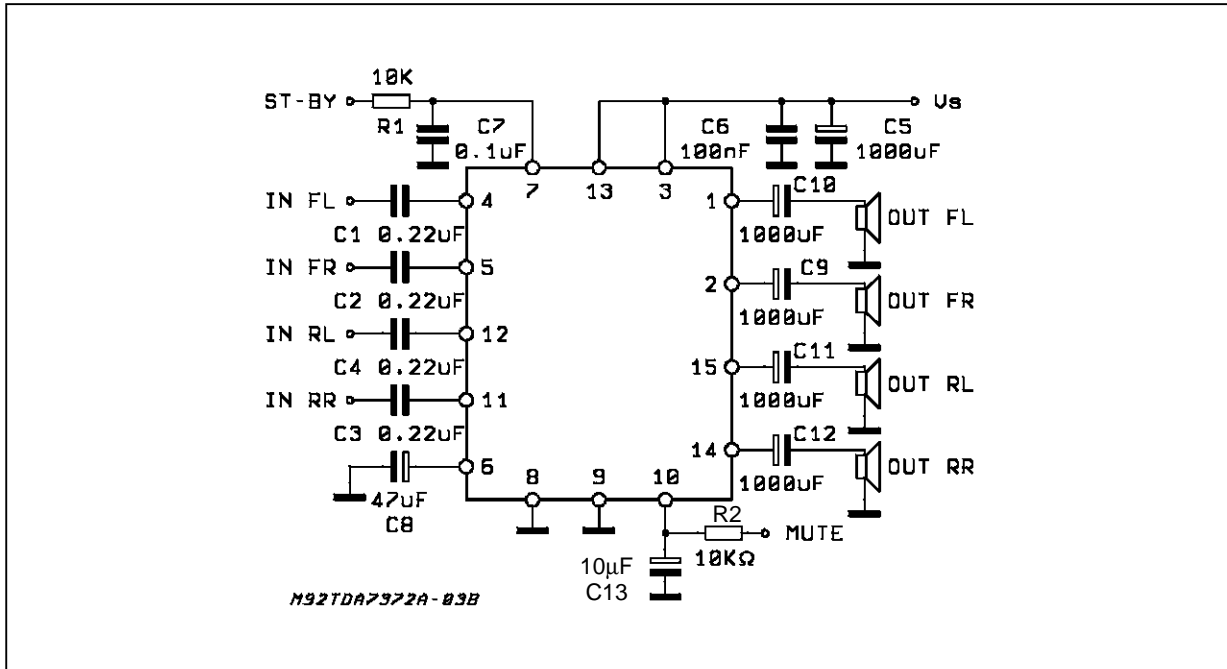 10K
ST-BY
Vs
R1
C7
0.1uF
C6
100nF
C5
1000uF
7
13
3
IN FL
4
C1 0.22uF
IN FR
5
C2 0.22uF
IN RL
12
C4 0.22uF
IN RR
11
C3 0.22uF
6
47uF
C8
8
9
10
1
C10
1000uF
OUT FL
2
C9
1000uF
OUT FR
15
C11
1000uF
OUT RL
14
C12
1000uF
OUT RR
R2
MUTE
10KΩ
10µF
C13
M92TDA7372A-03B